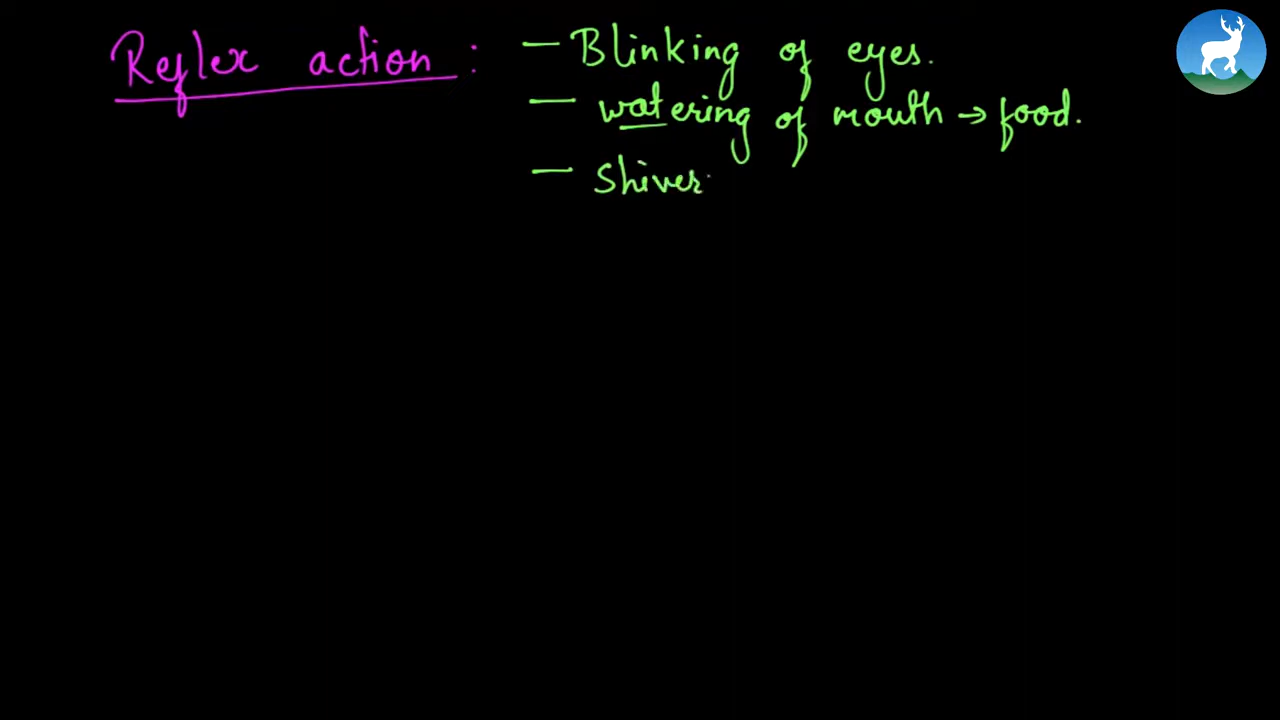 Reflex action : — Blinking of eyes.
— watering of mouth → food.
— Shiver